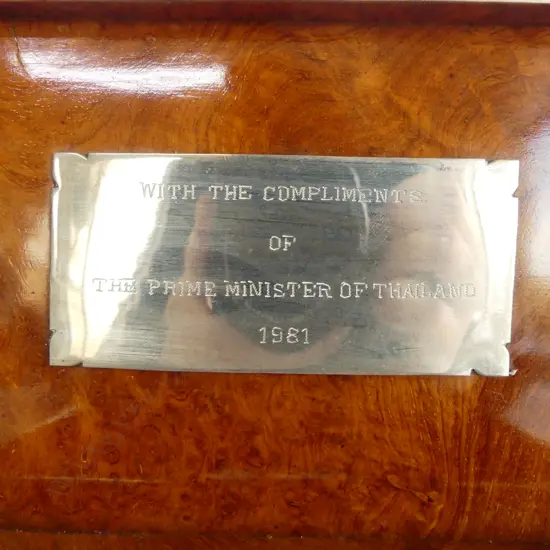 WITH THE COMPLIMENTS
OF
THE PRIME MINISTER OF THAILAND
1981